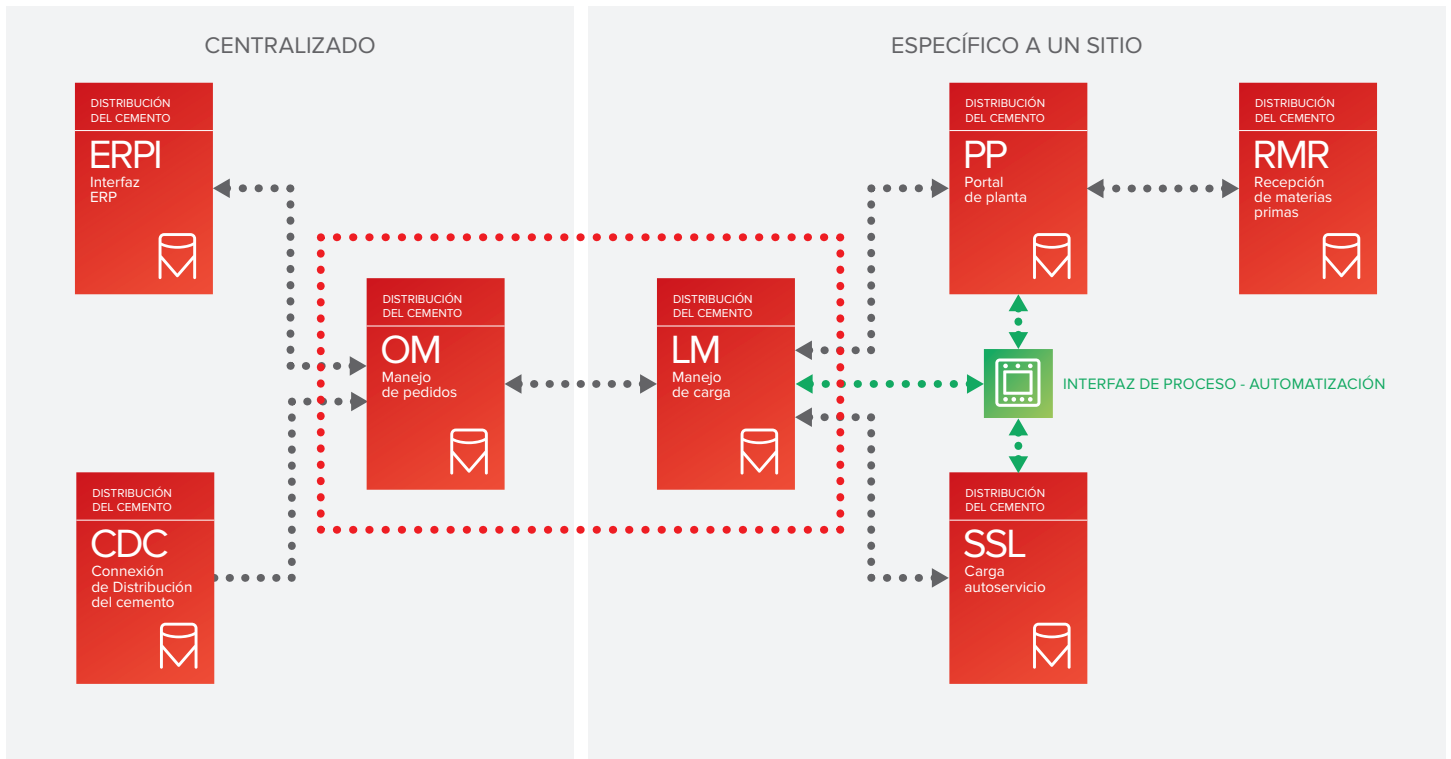 CENTRALIZADO
ESPECÍFICO A UN SITIO
DISTRIBUCIÓN
DEL CEMENTO
ERPI
Interfaz
ERP
DISTRIBUCIÓN
DEL CEMENTO
PP
Portal
de planta
DISTRIBUCIÓN
DEL CEMENTO
RMR
Recepción
de materias
primas
DISTRIBUCIÓN
DEL CEMENTO
OM
Manejo
de pedidos
DISTRIBUCIÓN
DEL CEMENTO
LM
Manejo
de carga
INTERFAZ DE PROCESO - AUTOMATIZACIÓN
DISTRIBUCIÓN
DEL CEMENTO
CDC
Connexión
de Distribución
del cemento
DISTRIBUCIÓN
DEL CEMENTO
SSL
Carga
autoservicio